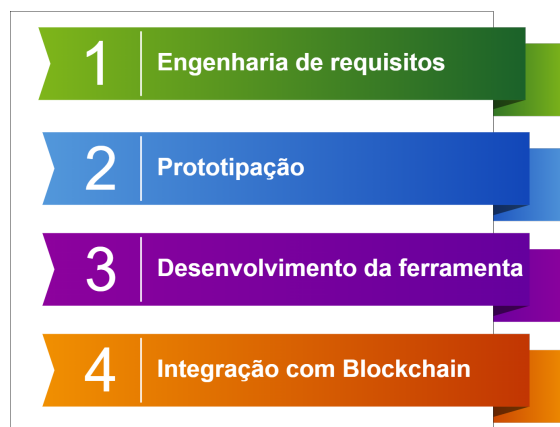 1 Engenharia de requisitos
2 Prototipação
3 Desenvolvimento da ferramenta
4 Integração com Blockchain